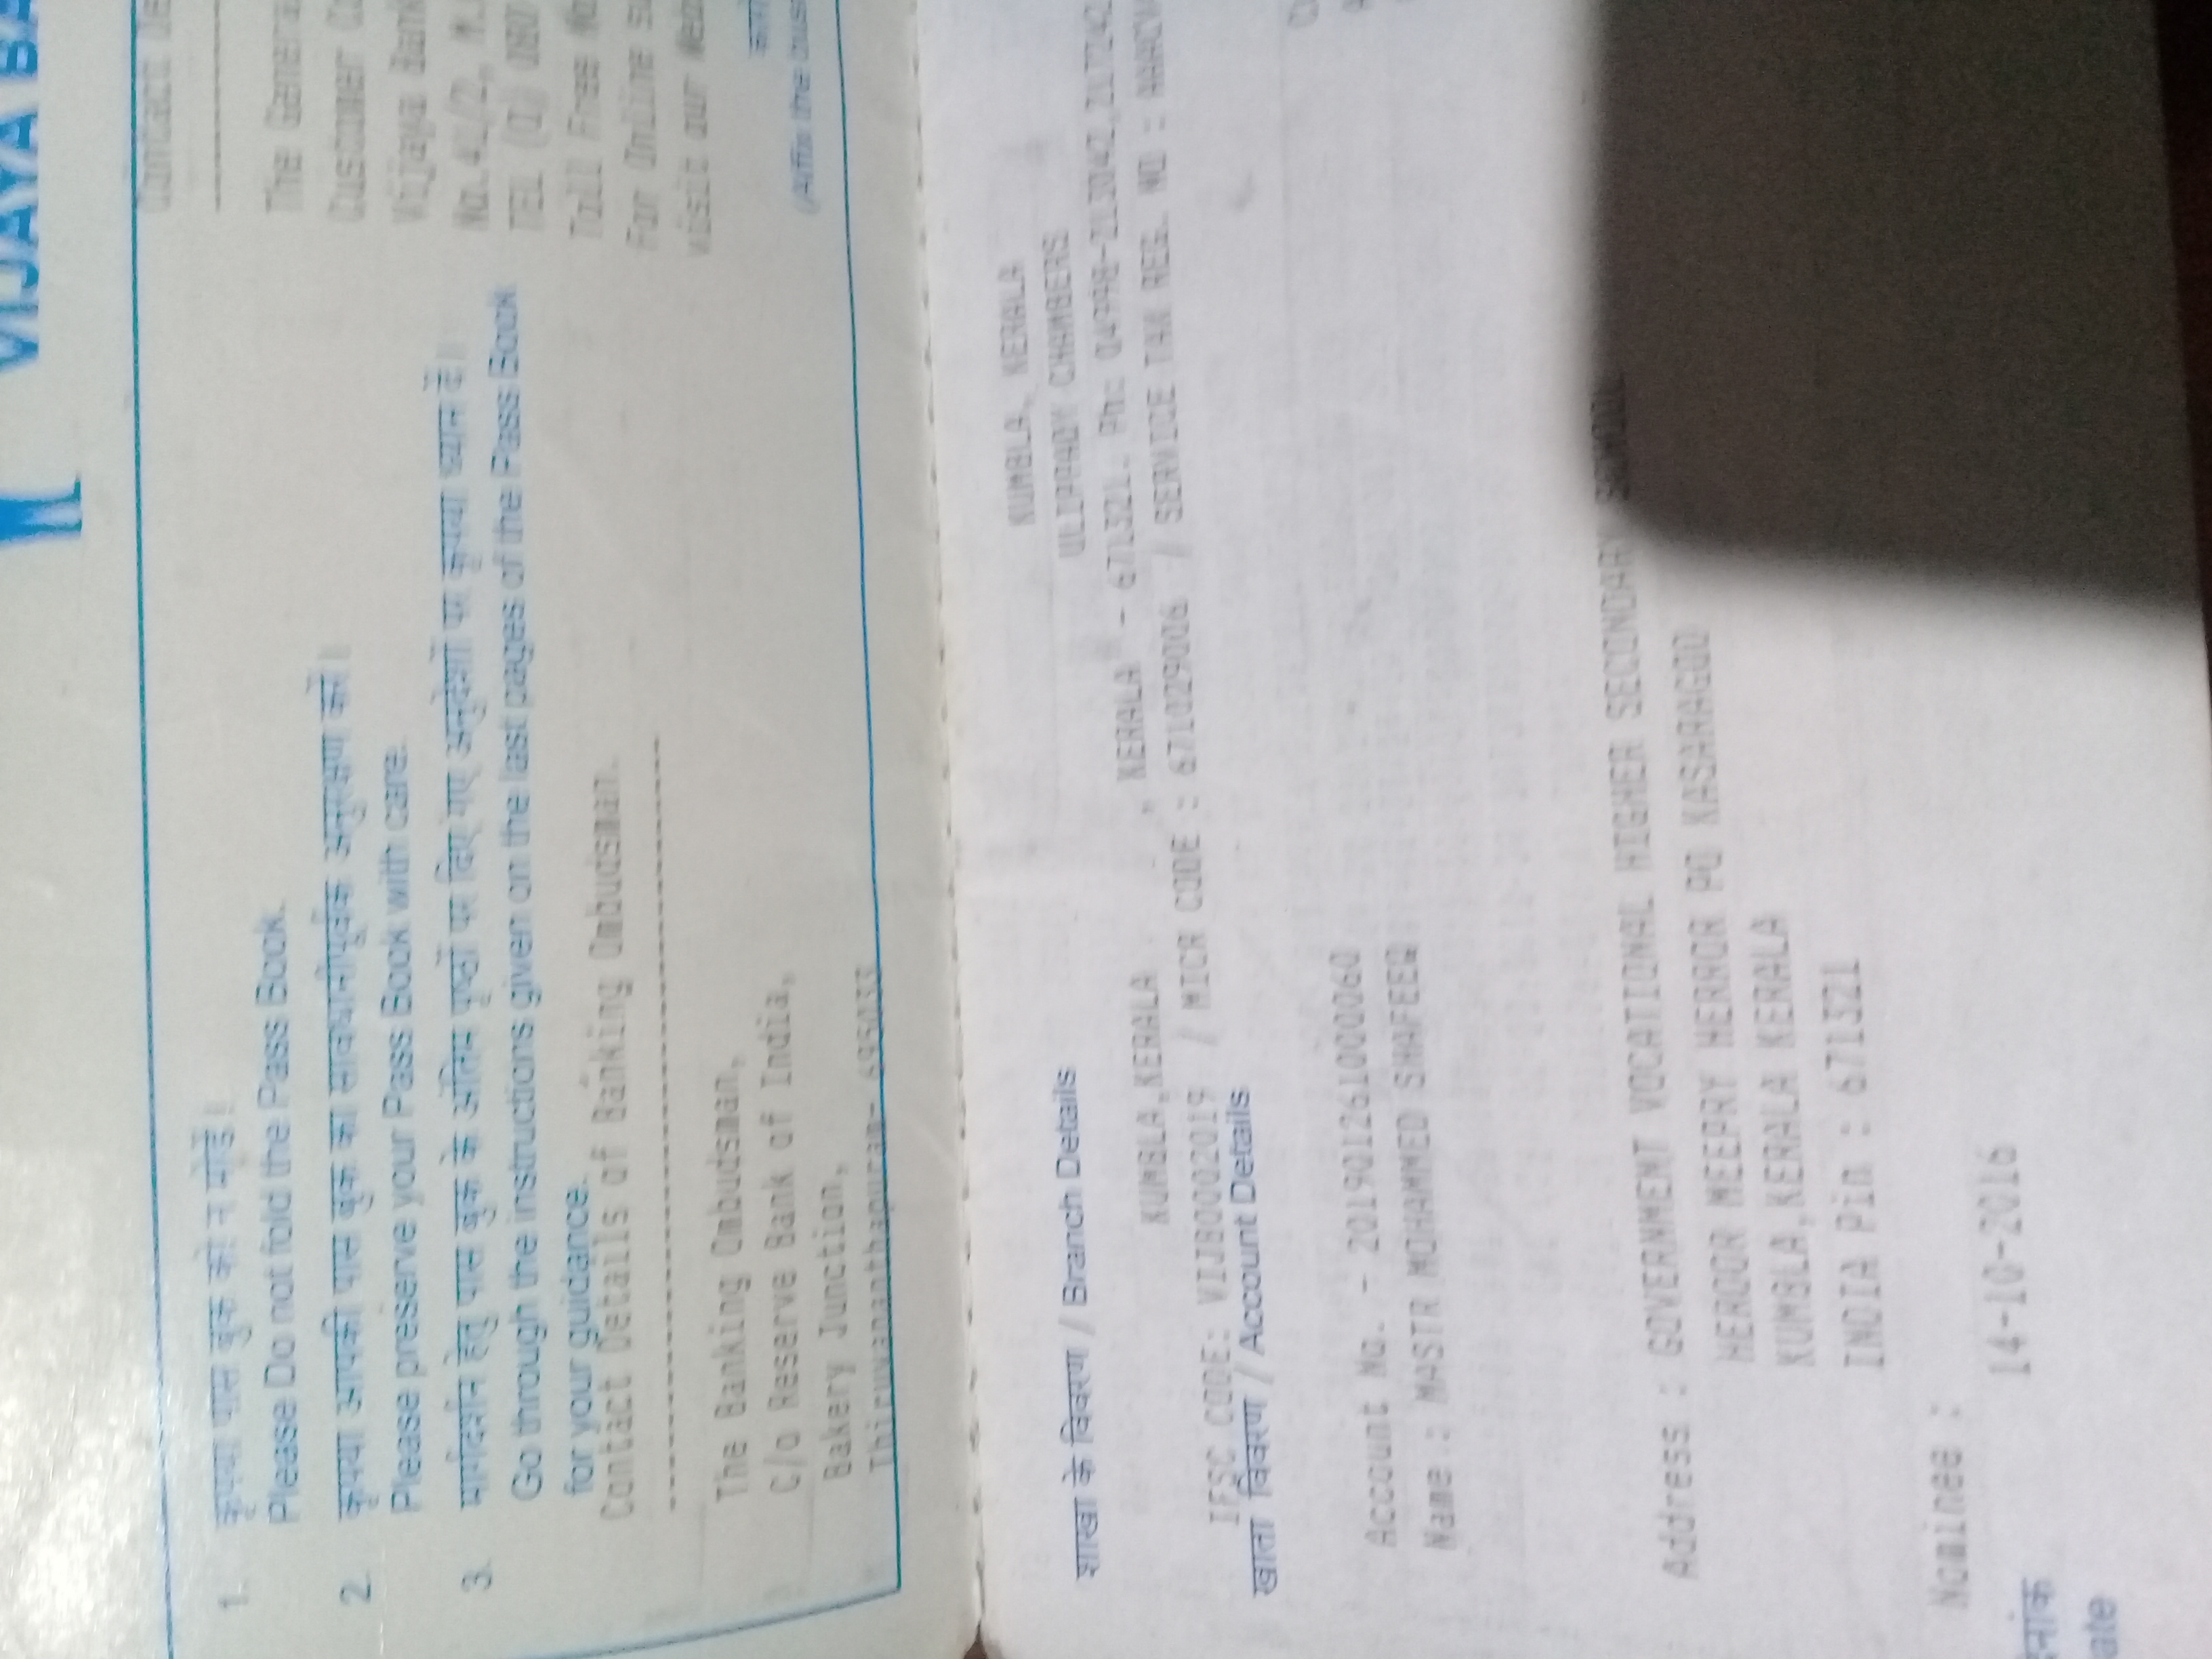 VIJAYA BA
1. कृपया पास बुक को न मोडें।
Please Do not fold the Pass Book.
2. कृपया आपकी पास बुक का सावधानीपूर्वक अनुरक्षण करें।
Please preserve your Pass Book with care.
3. मार्गदर्शन हेतु पास बुक के अंतिम पृष्ठों पर दिए गए अनुदेशों पर कृपया ध्यान दें।
Go through the instructions given on the last pages of the Pass Book
for your guidance.
Contact Details of Banking Ombudsman.
The Banking Ombudsman,
C/o Reserve Bank of India,
Bakery Junction,
Thiruvananthapuram- 695033
Contact De
The Genera
Customer C
Vijaya Bank
No.41/2, M.
TEL (O) 080
Toll Free No
For Online su
visit our Web
(Affix the busi
शाखा के विवरण / Branch Details
KUMBLA, KERALA
ULIPPADY CHAMBERS
KUMBLA,KERALA , KERALA - 671321. Ph: 04998-213042,217242
IFSC CODE: VIJB0002019 / MICR CODE : 671029006 / SERVICE TAX REG. NO : AAACV
खाता विवरण / Account Details
Account No. - 201901261000060
Name : MASTR MOHAMMED SHAFEEQ
Address : GOVERNMENT VOCATIONAL HIGHER SECONDARY SCHOOL
HEROOR MEEPRY HERROR PO KASARAGOD
KUMBLA,KERALA KERALA
INDIA Pin : 671321
Nominee :
14-10-2016
दिनांक
ate